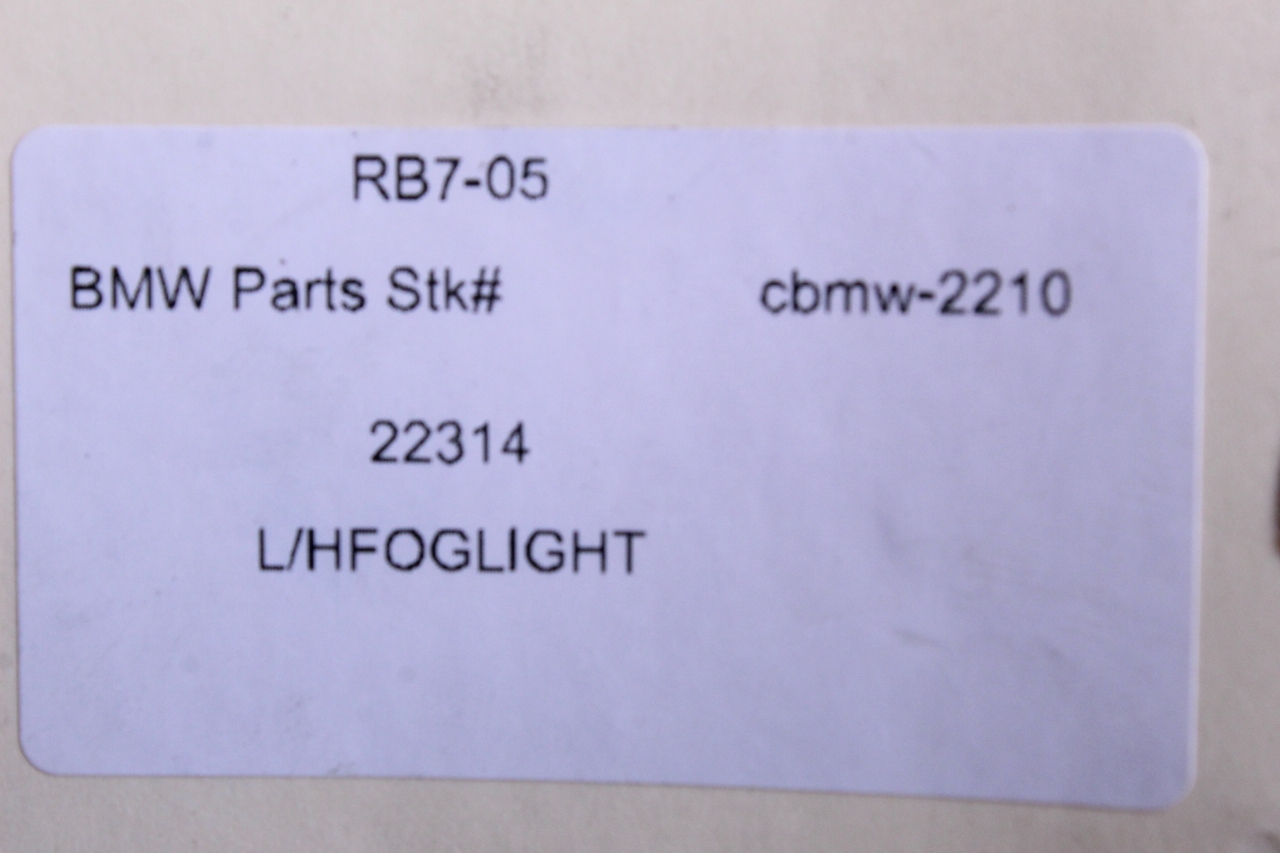 RB7-05
BMW Parts Stk# cbmw-2210
22314
L/HFOGLIGHT